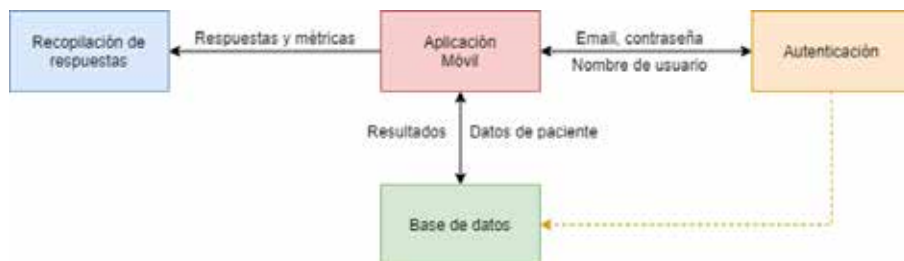 Recopilación de
respuestas
Respuestas y métricas
Aplicación
Móvil
Email, contraseña
Nombre de usuario
Autenticación
Resultados
Datos de paciente
Base de datos